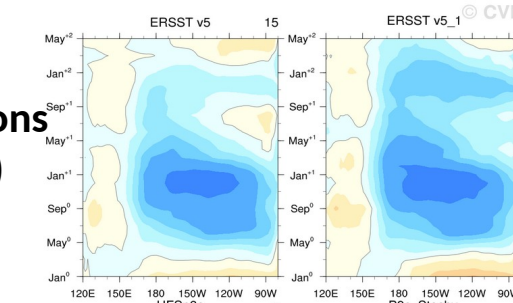 © CV
ERSST v5 15
ERSST v5_1
May⁺²
Jan⁺²
Sep⁺¹
May⁺¹
Jan⁺¹
Sep⁰
May⁰
Jan⁰
120E 150E 180 150W 120W 90W
May⁺²
Jan⁺²
Sep⁺¹
May⁺¹
Jan⁺¹
Sep⁰
May⁰
Jan⁰
120E 150E 180 150W 120W 90W
ons
)